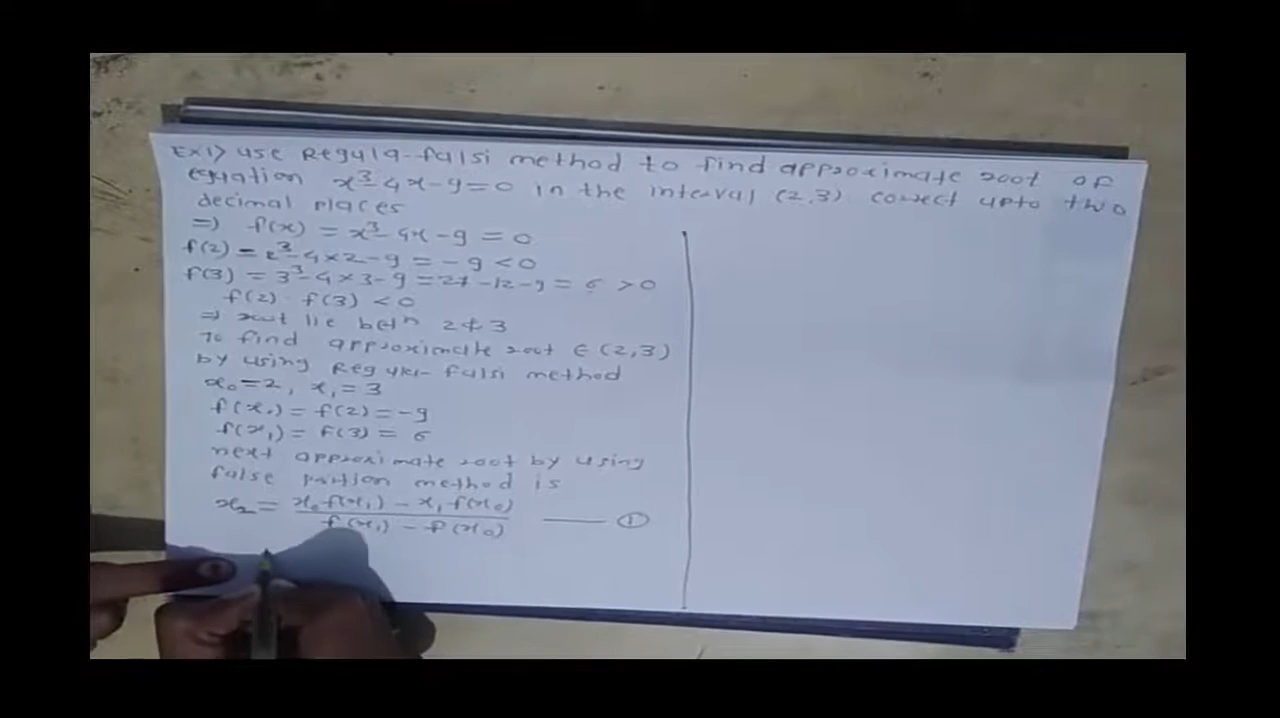 Ex 1) Use Regula-falsi method to find approximate root of
equation x³-4x-9=0 in the interval (2,3) correct upto two
decimal places
⇒ f(x) = x³-4x-9 = 0
f(2) = 2³-4×2-9 = -9 < 0
f(3) = 3³-4×3-9 = 27-12-9 = 6 > 0
f(2) · f(3) < 0
⇒ root lie betⁿ 2 & 3
To find approximate root ∈ (2,3)
by using Regula-falsi method
x₀ = 2, x₁ = 3
f(x₀) = f(2) = -9
f(x₁) = f(3) = 6
next approximate root by using
false method is
x₂ = x₀ f(x₁) - x₁ f(x₀) / f(x₁) - f(x₀) —— ①